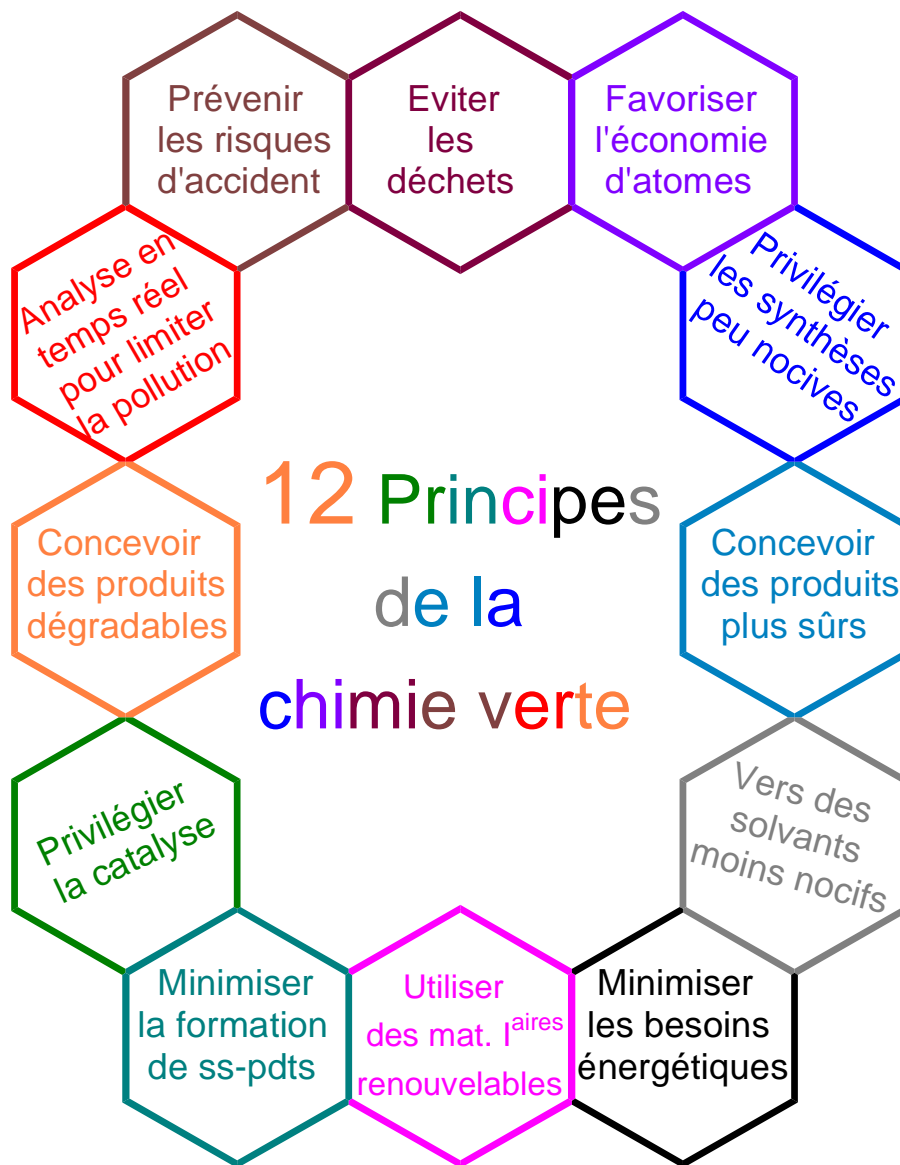 Prévenir
les risques
d'accident
Eviter
les
déchets
Favoriser
l'économie
d'atomes
Analyse en
temps réel
pour limiter
la pollution
Privilégier
les synthèses
peu nocives
12 Principes
de la
chimie verte
Concevoir
des produits
dégradables
Concevoir
des produits
plus sûrs
Privilégier
la catalyse
Vers des
solvants
moins nocifs
Minimiser
la formation
de ss-pdts
Utiliser
des mat. I^aires
renouvelables
Minimiser
les besoins
énergétiques